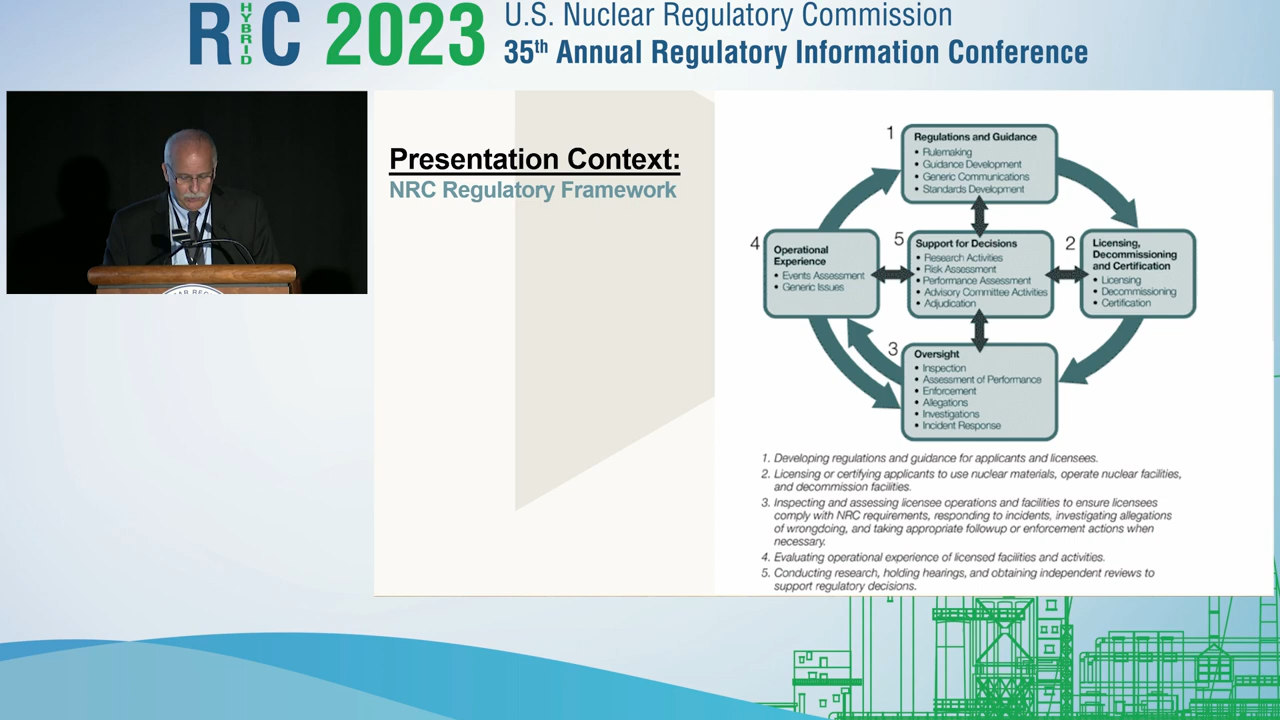 RIC HYBRID 2023
U.S. Nuclear Regulatory Commission
35th Annual Regulatory Information Conference
Presentation Context:
NRC Regulatory Framework
1
Regulations and Guidance
• Rulemaking
• Guidance Development
• Generic Communications
• Standards Development
4
Operational
Experience
• Events Assessment
• Generic Issues
5
Support for Decisions
• Research Activities
• Risk Assessment
• Performance Assessment
• Advisory Committee Activities
• Adjudication
2
Licensing,
Decommissioning
and Certification
• Licensing
• Decommissioning
• Certification
3
Oversight
• Inspection
• Assessment of Performance
• Enforcement
• Allegations
• Investigations
• Incident Response
1. Developing regulations and guidance for applicants and licensees.
2. Licensing or certifying applicants to use nuclear materials, operate nuclear facilities,
and decommission facilities.
3. Inspecting and assessing licensee operations and facilities to ensure licensees
comply with NRC requirements, responding to incidents, investigating allegations
of wrongdoing, and taking appropriate followup or enforcement actions when
necessary.
4. Evaluating operational experience of licensed facilities and activities.
5. Conducting research, holding hearings, and obtaining independent reviews to
support regulatory decisions.